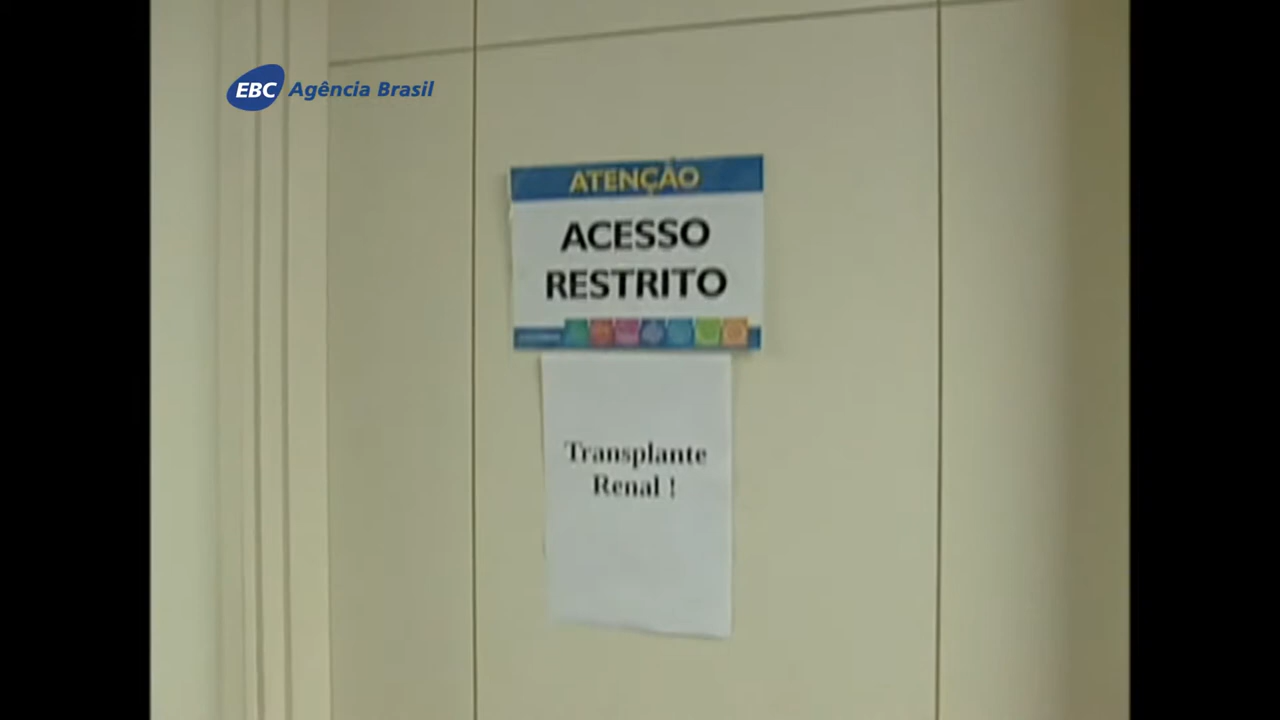 EBC Agência Brasil
ATENÇÃO
ACESSO
RESTRITO
Transplante
Renal !